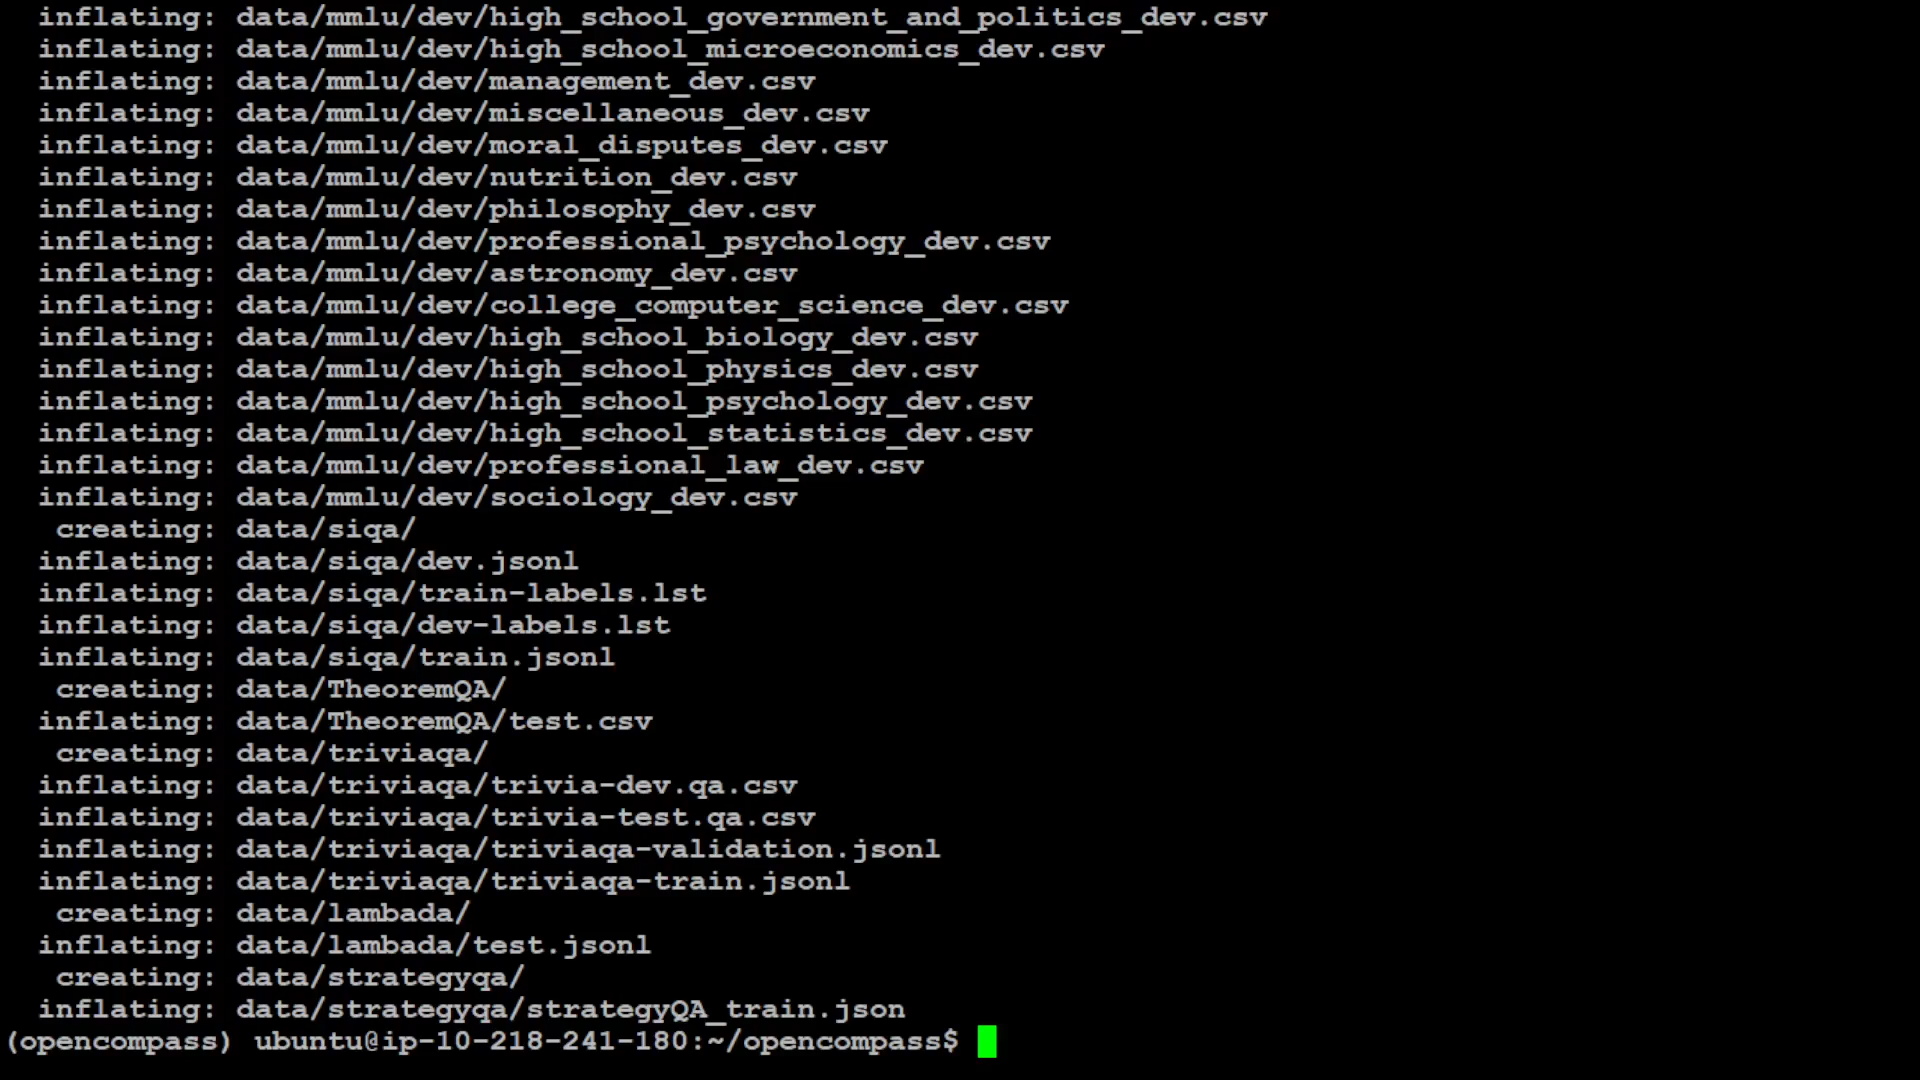 inflating: data/mmlu/dev/high_school_government_and_politics_dev.csv
inflating: data/mmlu/dev/high_school_microeconomics_dev.csv
inflating: data/mmlu/dev/management_dev.csv
inflating: data/mmlu/dev/miscellaneous_dev.csv
inflating: data/mmlu/dev/moral_disputes_dev.csv
inflating: data/mmlu/dev/nutrition_dev.csv
inflating: data/mmlu/dev/philosophy_dev.csv
inflating: data/mmlu/dev/professional_psychology_dev.csv
inflating: data/mmlu/dev/astronomy_dev.csv
inflating: data/mmlu/dev/college_computer_science_dev.csv
inflating: data/mmlu/dev/high_school_biology_dev.csv
inflating: data/mmlu/dev/high_school_physics_dev.csv
inflating: data/mmlu/dev/high_school_psychology_dev.csv
inflating: data/mmlu/dev/high_school_statistics_dev.csv
inflating: data/mmlu/dev/professional_law_dev.csv
inflating: data/mmlu/dev/sociology_dev.csv
creating: data/siqa/
inflating: data/siqa/dev.jsonl
inflating: data/siqa/train-labels.lst
inflating: data/siqa/dev-labels.lst
inflating: data/siqa/train.jsonl
creating: data/TheoremQA/
inflating: data/TheoremQA/test.csv
creating: data/triviaqa/
inflating: data/triviaqa/trivia-dev.qa.csv
inflating: data/triviaqa/trivia-test.qa.csv
inflating: data/triviaqa/triviaqa-validation.jsonl
inflating: data/triviaqa/triviaqa-train.jsonl
creating: data/lambada/
inflating: data/lambada/test.jsonl
creating: data/strategyqa/
inflating: data/strategyqa/strategyQA_train.json
(opencompass) ubuntu@ip-10-218-241-180:~/opencompass$